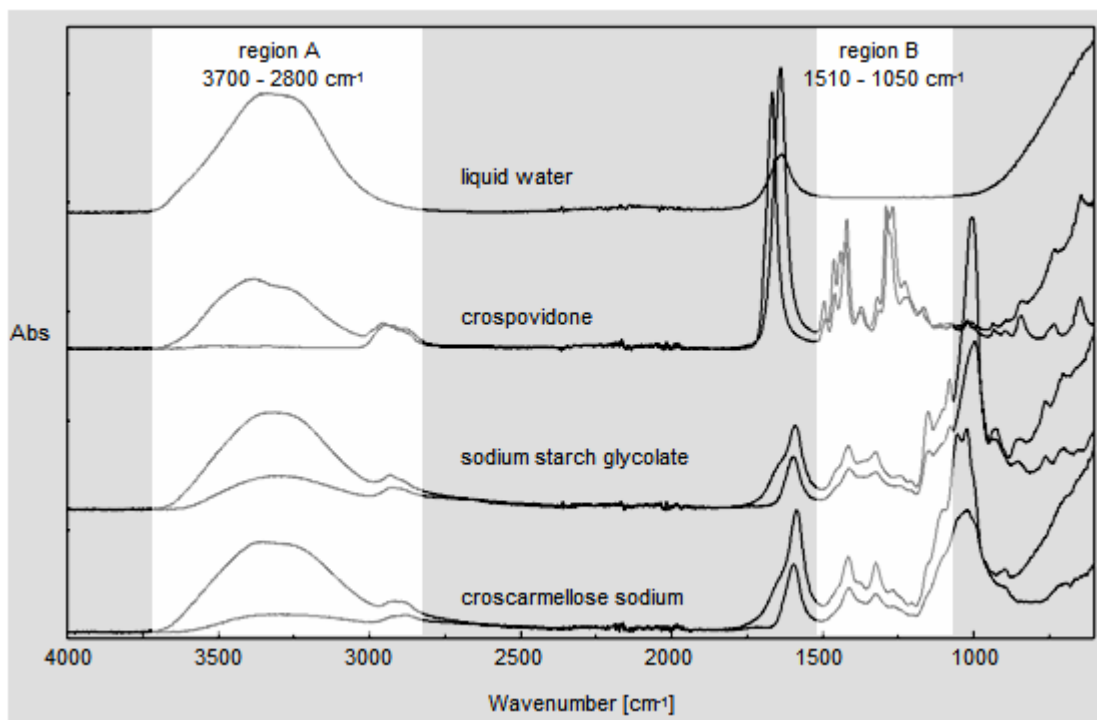 region A
3700 - 2800 cm⁻¹
region B
1510 - 1050 cm⁻¹
liquid water
crospovidone
Abs
sodium starch glycolate
croscarmellose sodium
4000 3500 3000 2500 2000 1500 1000
Wavenumber [cm⁻¹]